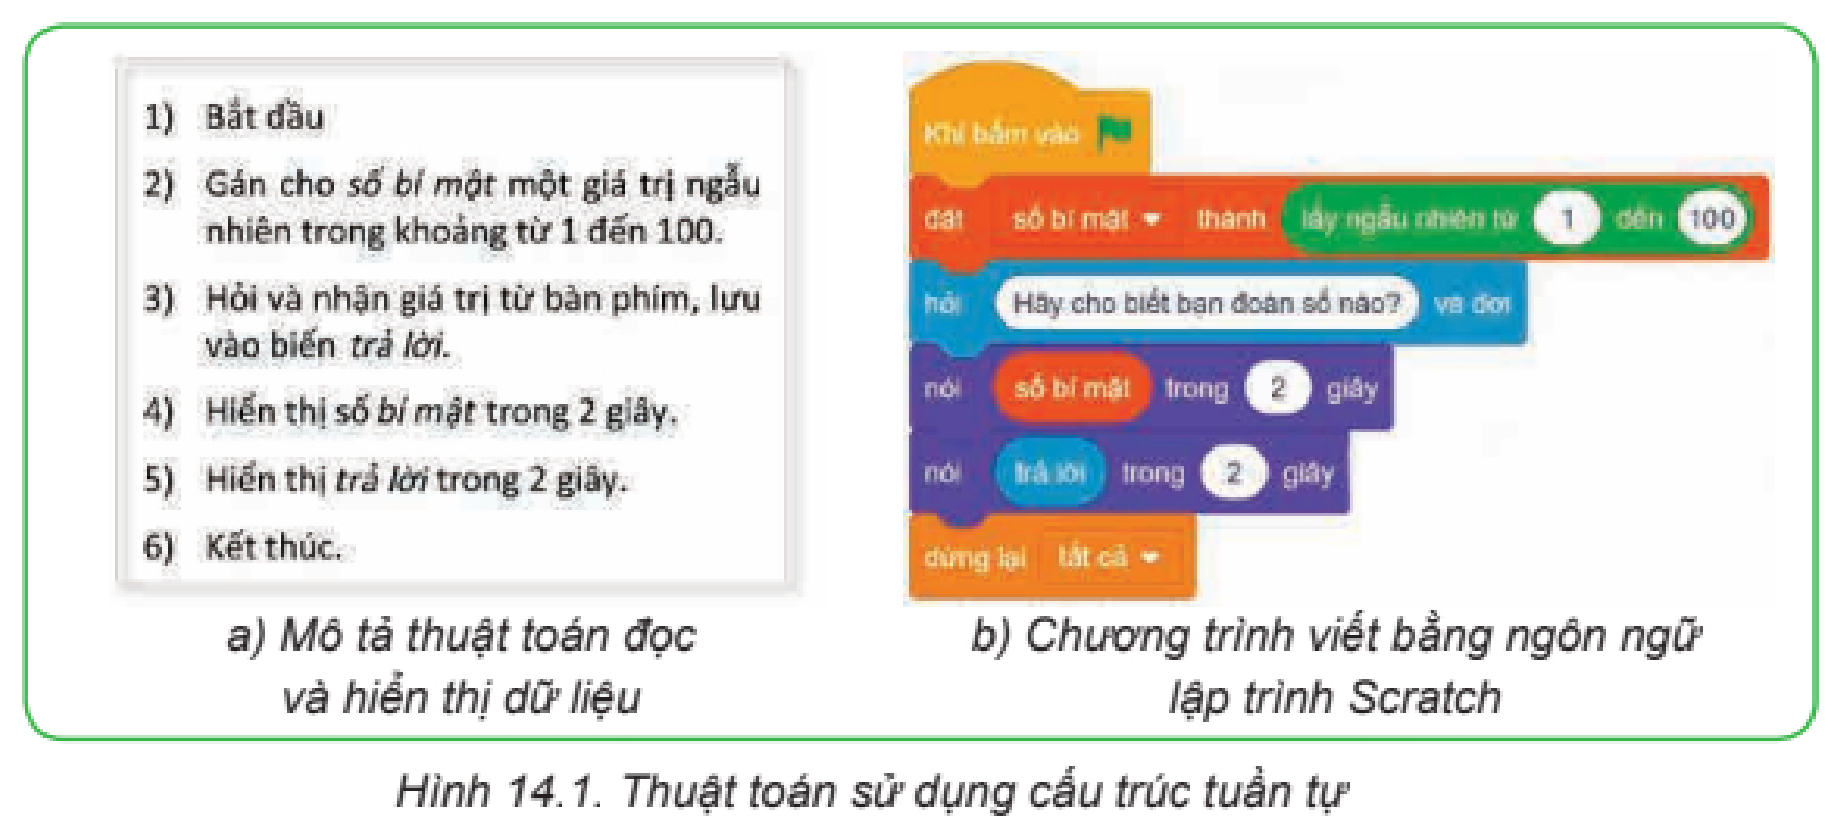 1) Bắt đầu
2) Gán cho số bí mật một giá trị ngẫu
nhiên trong khoảng từ 1 đến 100.
3) Hỏi và nhận giá trị từ bàn phím, lưu
vào biến trả lời.
4) Hiển thị số bí mật trong 2 giây.
5) Hiển thị trả lời trong 2 giây.
6) Kết thúc.
a) Mô tả thuật toán đọc
và hiển thị dữ liệu
Khi bấm vào
đặt số bí mật thành lấy ngẫu nhiên từ 1 đến 100
hỏi Hãy cho biết bạn đoán số nào? và đợi
nói số bí mật trong 2 giây
nói trả lời trong 2 giây
dừng lại tất cả
b) Chương trình viết bằng ngôn ngữ
lập trình Scratch
Hình 14.1. Thuật toán sử dụng cấu trúc tuần tự